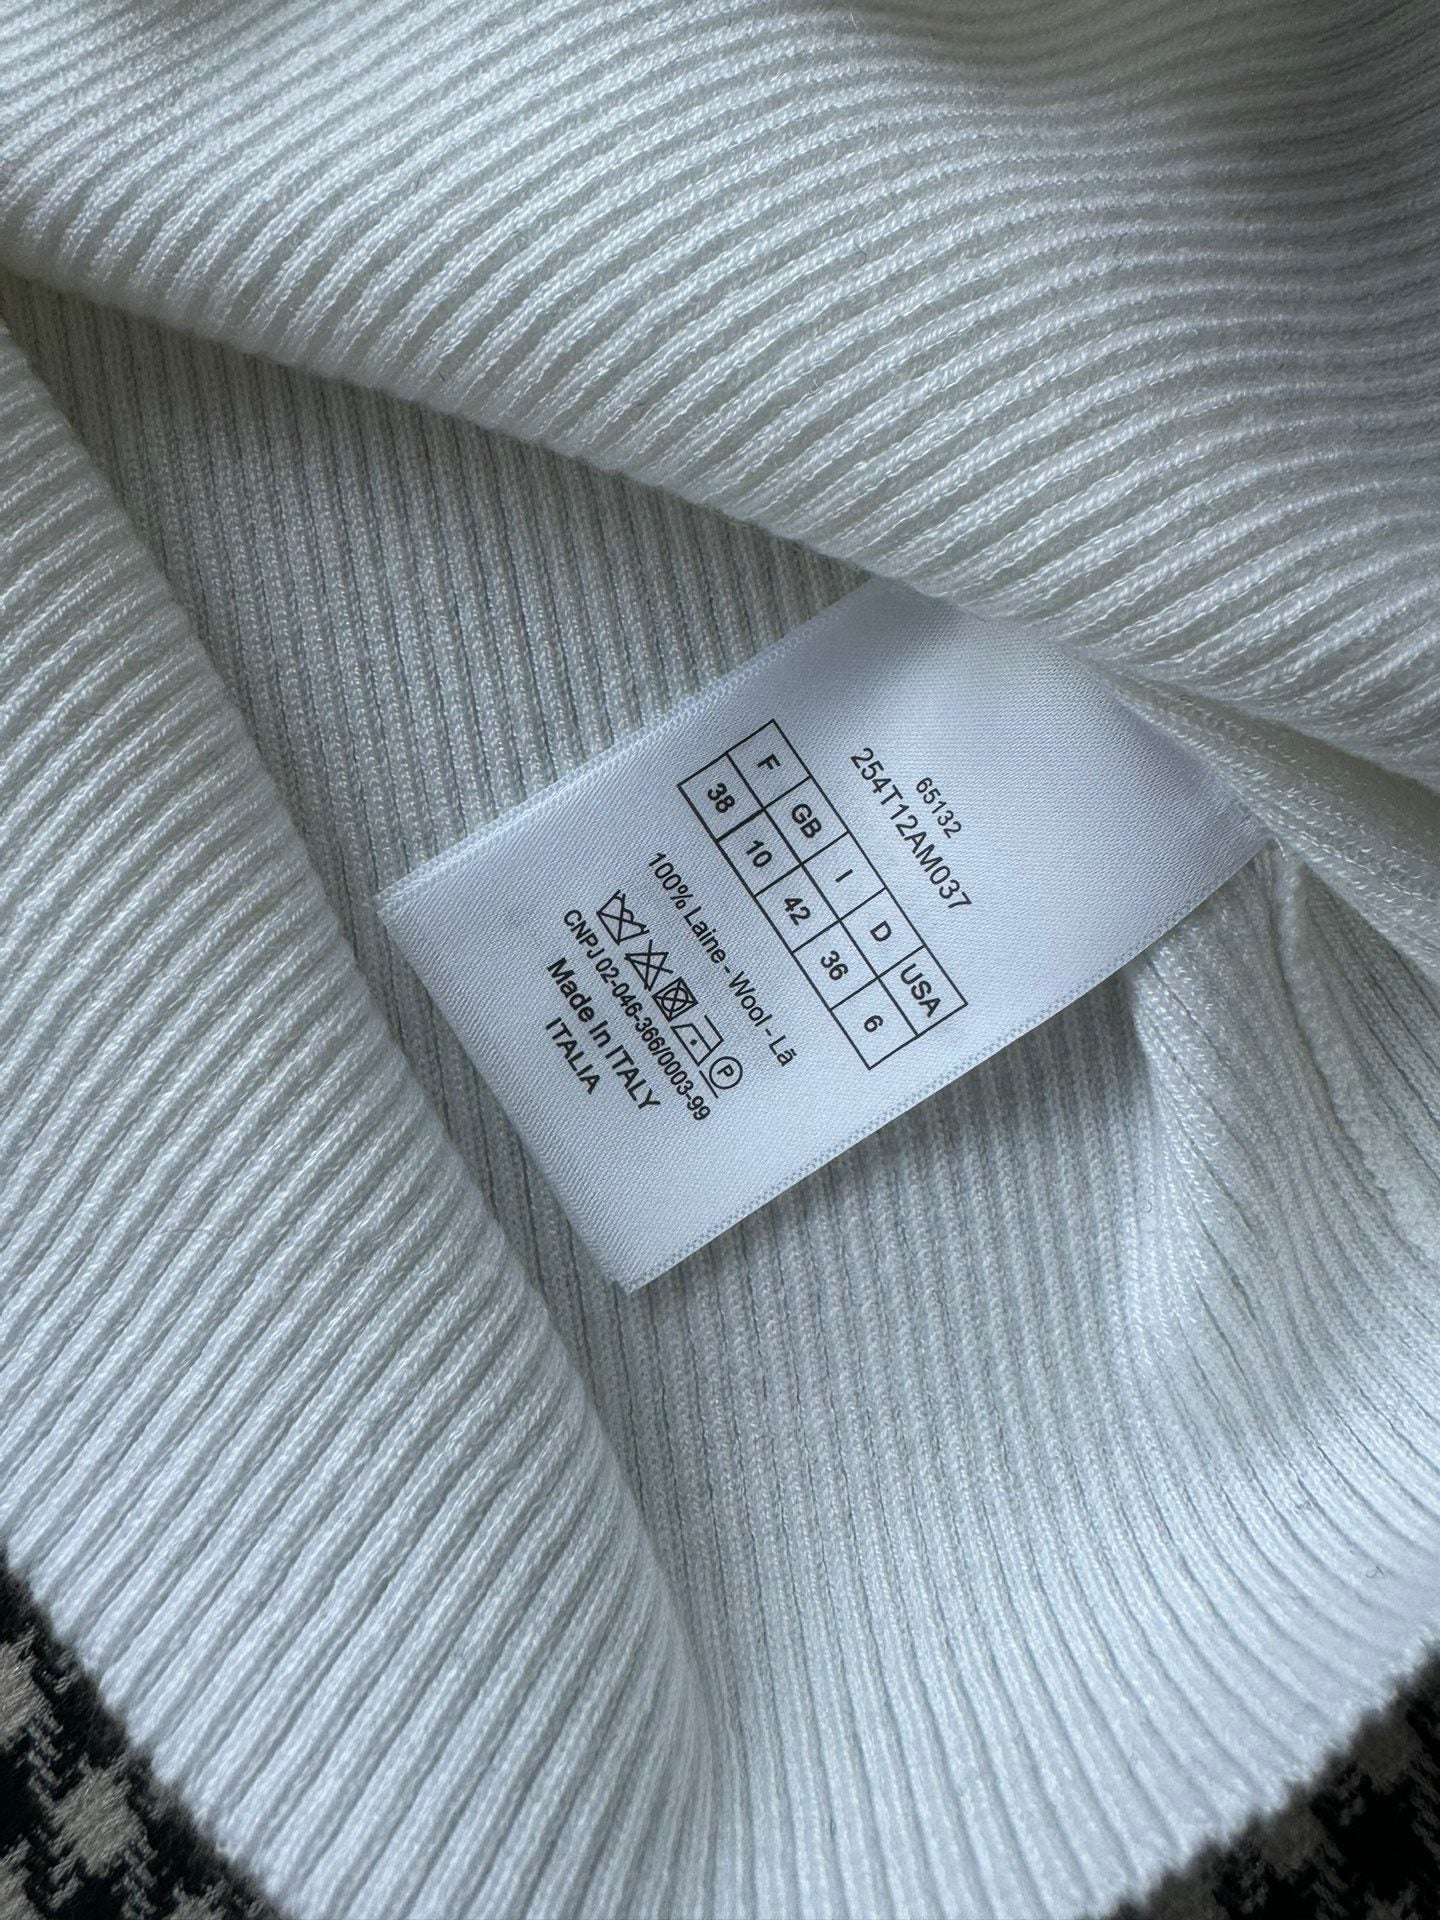 65132
254T12AM037
F GB I D USA
38 10 42 36 6
100% Laine - Wool - Lã
P
CNPJ 02-046-366/0003-99
Made In ITALY
ITALIA